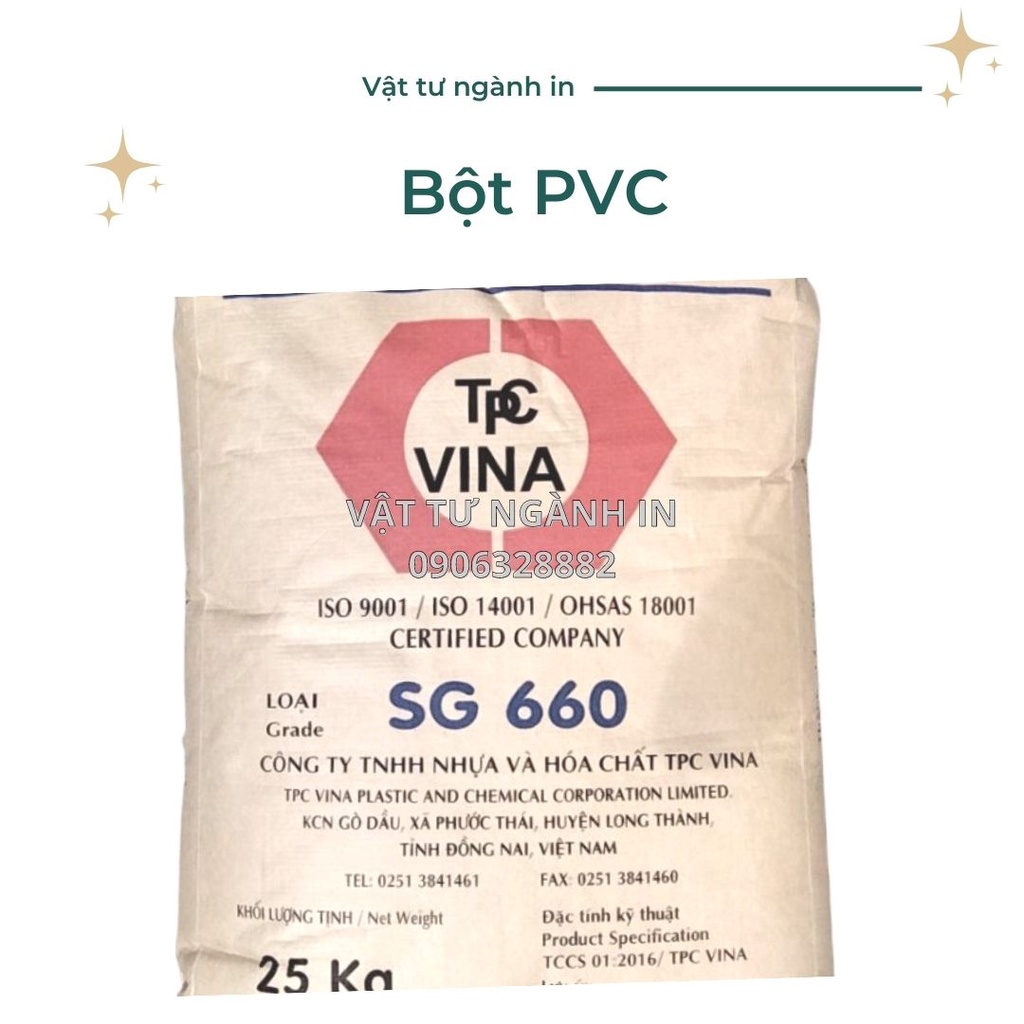 Vật tư ngành in
Bột PVC
TPC
VINA
VẬT TƯ NGÀNH IN
0906328882
ISO 9001 / ISO 14001 / OHSAS 18001
CERTIFIED COMPANY
LOẠI
Grade
SG 660
CÔNG TY TNHH NHỰA VÀ HÓA CHẤT TPC VINA
TPC VINA PLASTIC AND CHEMICAL CORPORATION LIMITED.
KCN GÒ DẦU, XÃ PHƯỚC THÁI, HUYỆN LONG THÀNH,
TỈNH ĐỒNG NAI, VIỆT NAM
TEL: 0251 3841461 FAX: 0251 3841460
KHỐI LƯỢNG TỊNH / Net Weight
25 Kg
Đặc tính kỹ thuật
Product Specification
TCCS 01:2016/ TPC VINA